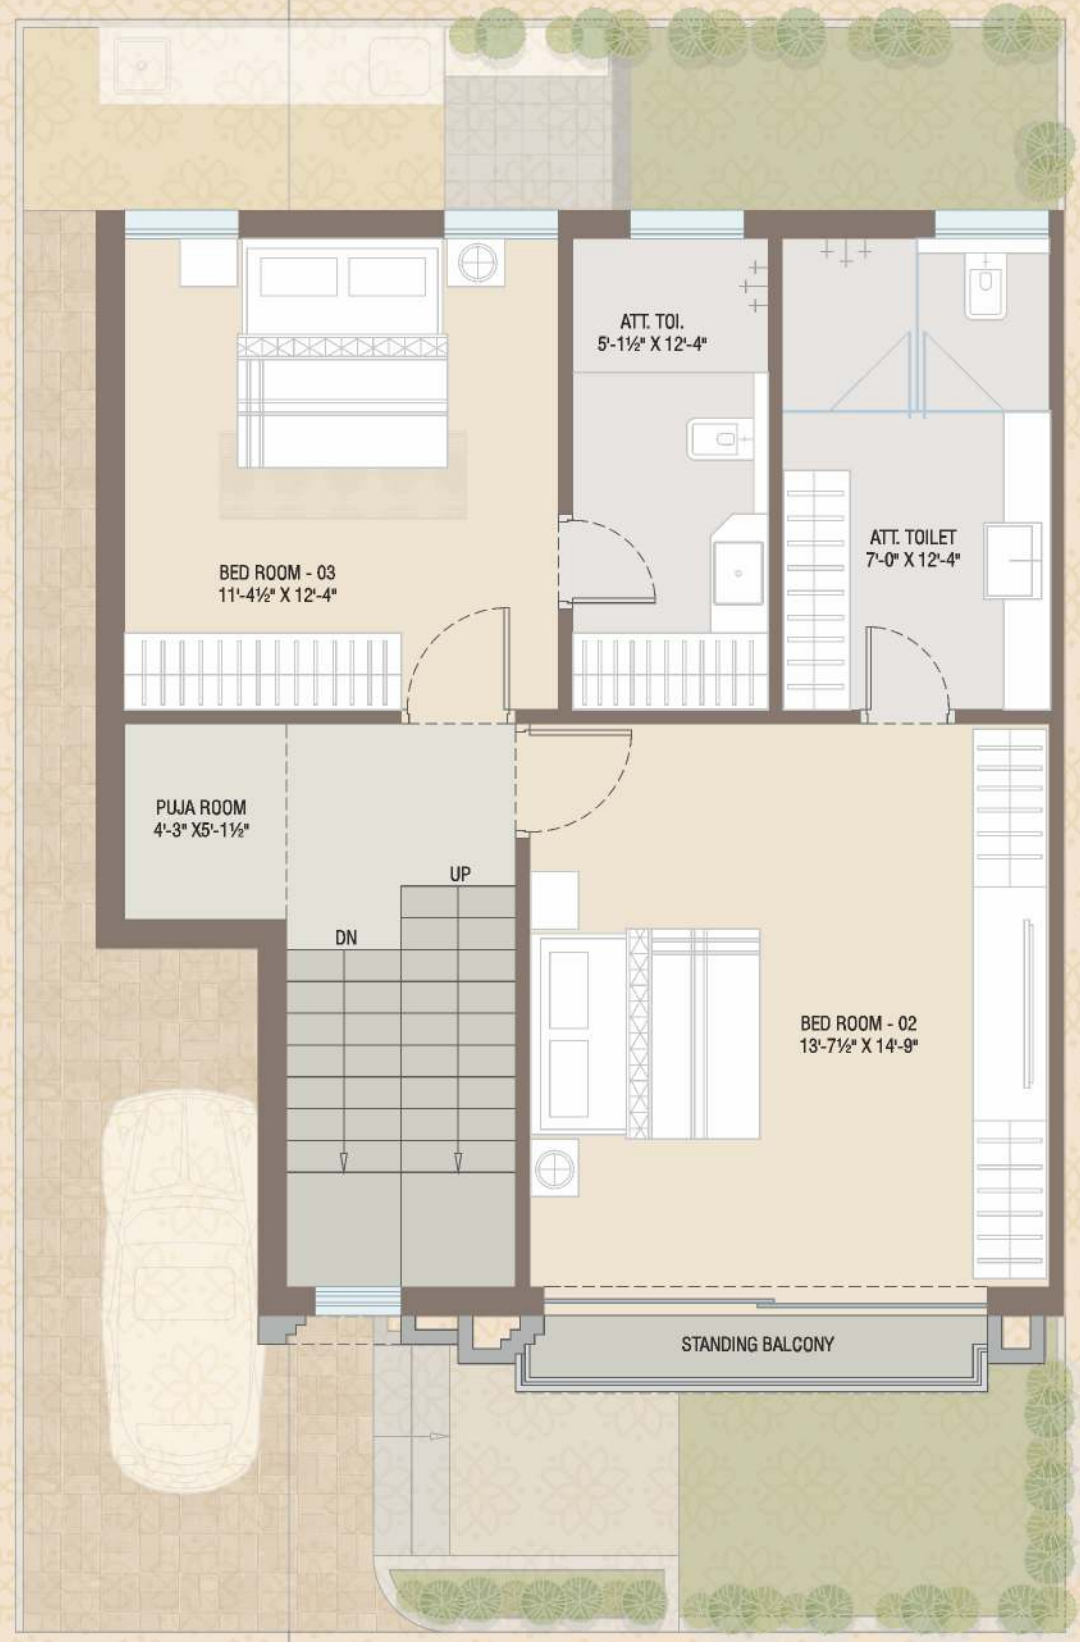 ATT. TOI.
5'-1½" X 12'-4"
ATT. TOILET
7'-0" X 12'-4"
BED ROOM - 03
11'-4½" X 12'-4"
PUJA ROOM
4'-3" X5'-1½"
UP
DN
BED ROOM - 02
13'-7½" X 14'-9"
STANDING BALCONY